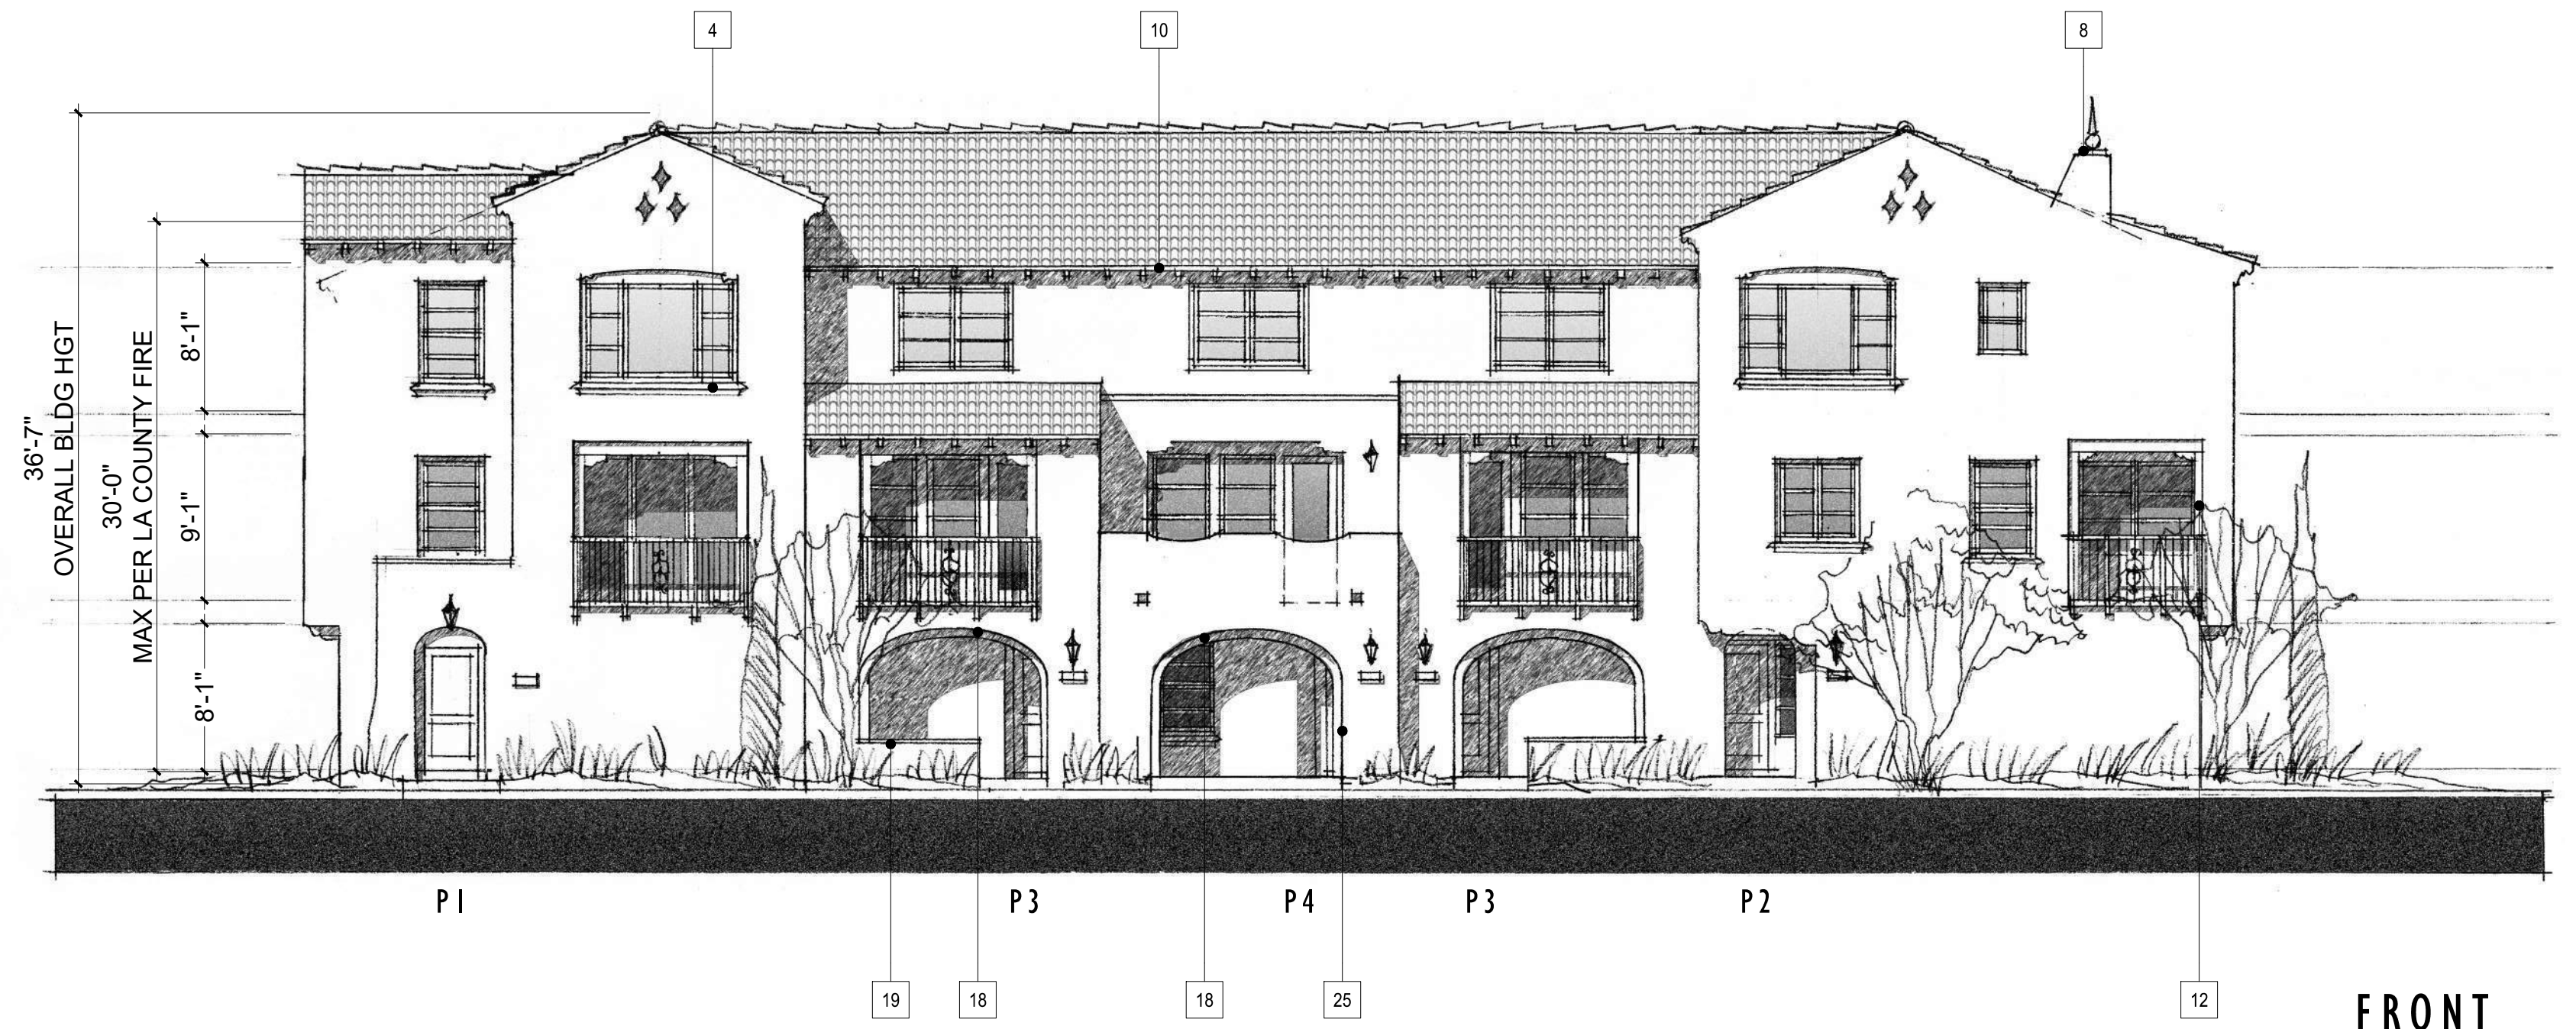 4
10
8
36'-7"
OVERALL BLDG HGT
30'-0"
MAX PER LA COUNTY FIRE
8'-1"
9'-1"
8'-1"
P1
P3
P4
P3
P2
19
18
18
25
12
FRONT